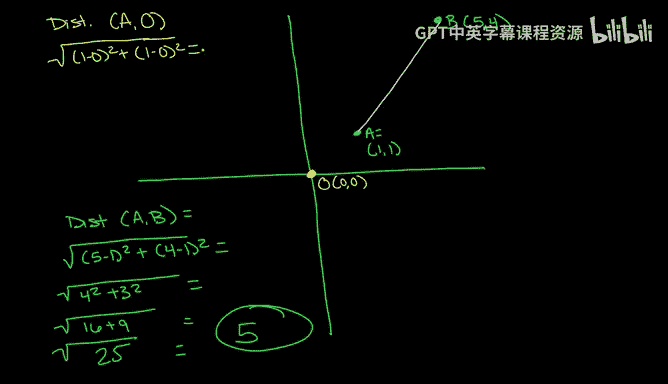 Dist. (A,O)
√(1-0)²+(1-0)² =
B (5,4)
GPT中英字幕课程资源 bilibili
A=
(1,1)
O(0,0)
Dist (A,B) =
√(5-1)²+(4-1)² =
√4²+3² =
√16+9 =
√25 =
5